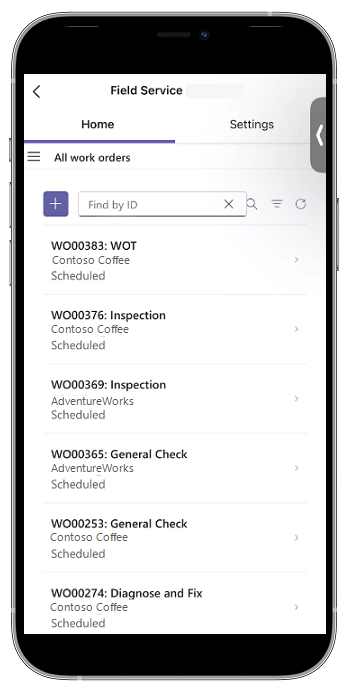 Field Service
Home Settings
All work orders
Find by ID
WO00383: WOT
Contoso Coffee
Scheduled
WO00376: Inspection
Contoso Coffee
Scheduled
WO00369: Inspection
AdventureWorks
Scheduled
WO00365: General Check
AdventureWorks
Scheduled
WO00253: General Check
Contoso Coffee
Scheduled
WO00274: Diagnose and Fix
Contoso Coffee
Scheduled